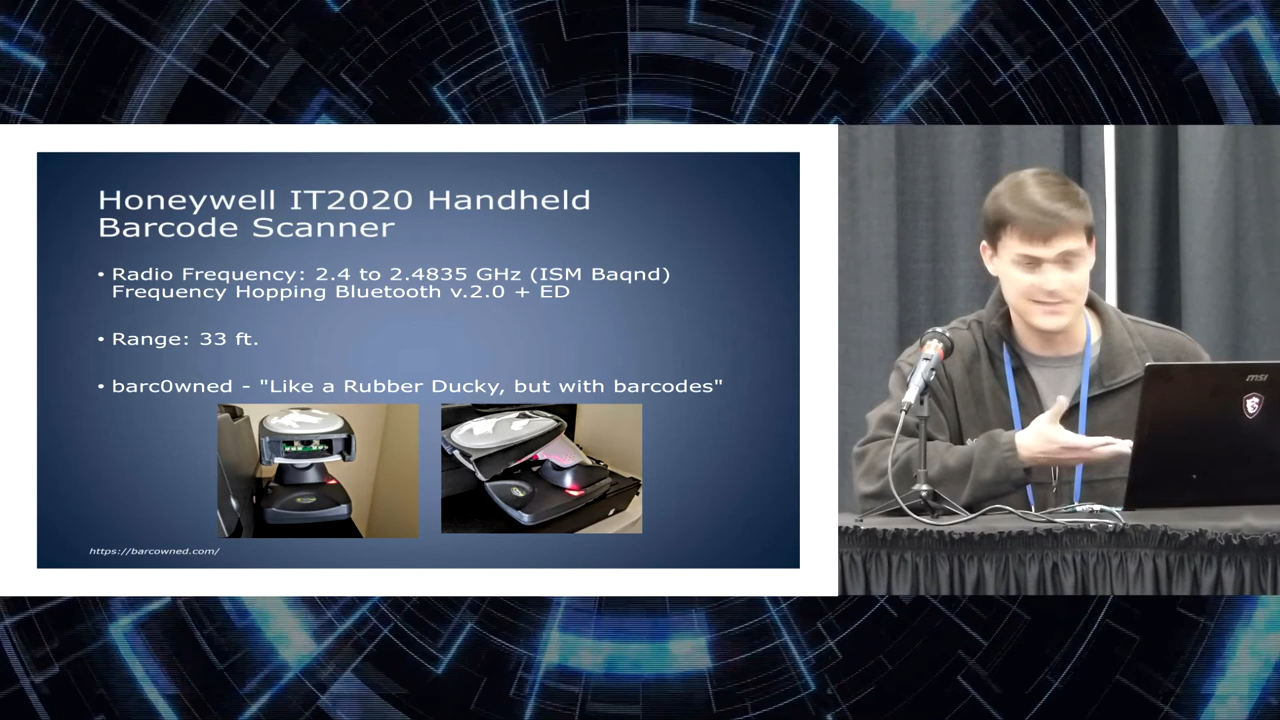 Honeywell IT2020 Handheld
Barcode Scanner
• Radio Frequency: 2.4 to 2.4835 GHz (ISM Baqnd)
Frequency Hopping Bluetooth v.2.0 + ED
• Range: 33 ft.
• barc0wned - "Like a Rubber Ducky, but with barcodes"
https://barcowned.com/
msi